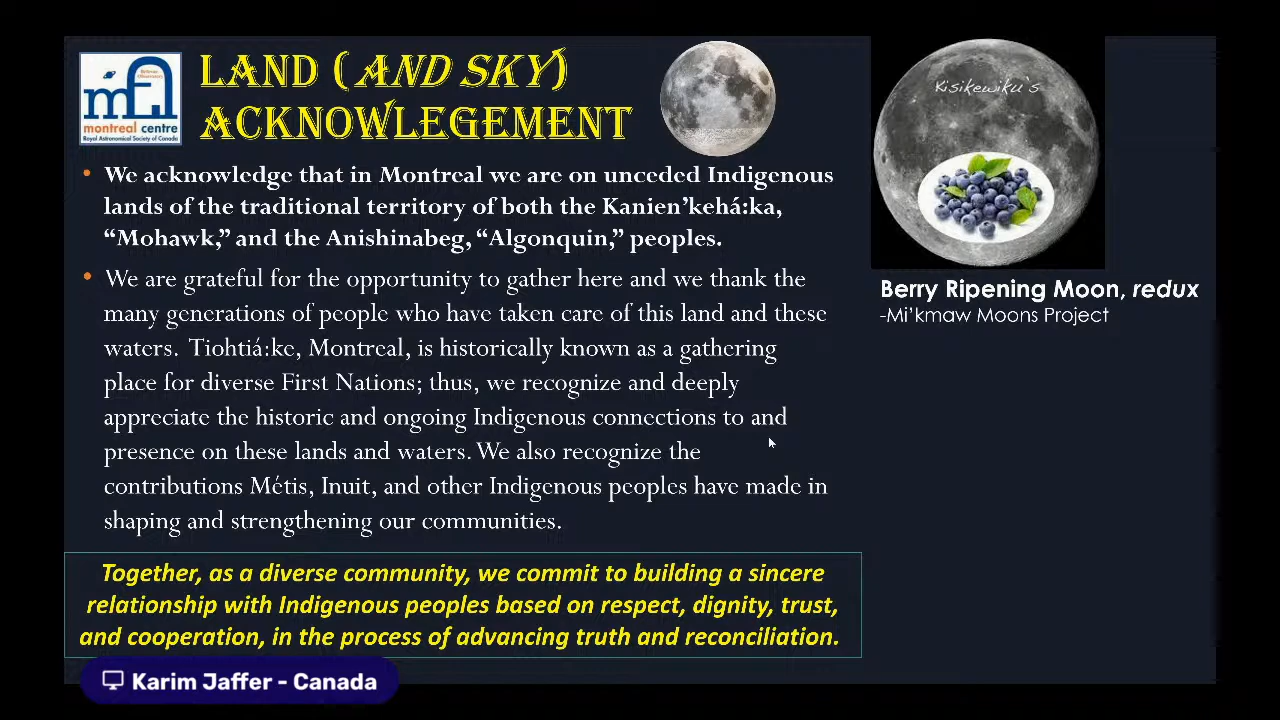 LAND (AND SKY)
ACKNOWLEGEMENT
montreal centre
Royal Astronomical Society of Canada
• We acknowledge that in Montreal we are on unceded Indigenous
lands of the traditional territory of both the Kanien’kehá:ka,
“Mohawk,” and the Anishinabeg, “Algonquin,” peoples.
• We are grateful for the opportunity to gather here and we thank the
many generations of people who have taken care of this land and these
waters. Tiohtiá:ke, Montreal, is historically known as a gathering
place for diverse First Nations; thus, we recognize and deeply
appreciate the historic and ongoing Indigenous connections to and
presence on these lands and waters. We also recognize the
contributions Métis, Inuit, and other Indigenous peoples have made in
shaping and strengthening our communities.
Together, as a diverse community, we commit to building a sincere
relationship with Indigenous peoples based on respect, dignity, trust,
and cooperation, in the process of advancing truth and reconciliation.
Kisikewiku`s
Berry Ripening Moon, redux
-Mi’kmaw Moons Project
Karim Jaffer - Canada